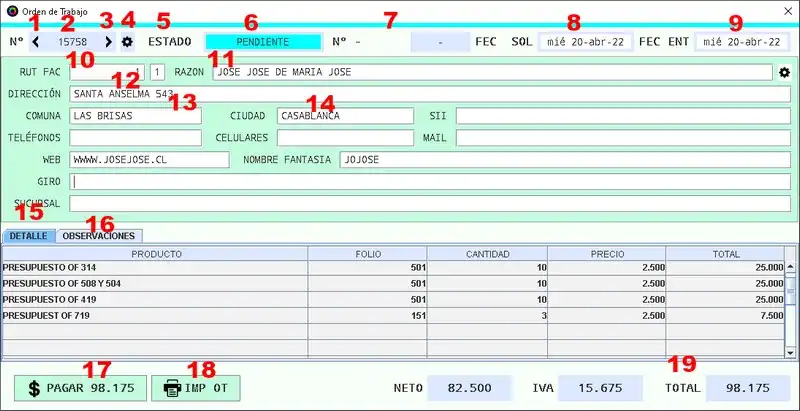 Orden de Trabajo
1 2 3 4 5 6 7 8 9
Nº 15758 ESTADO PENDIENTE Nº - - FEC SOL mié 20-abr-22 FEC ENT mié 20-abr-22
10 11
RUT FAC 1 1 RAZON JOSE JOSE DE MARIA JOSE
12
DIRECCIÓN SANTA ANSELMA 543
13 14
COMUNA LAS BRISAS CIUDAD CASABLANCA SII
TELÉFONOS CELULARES MAIL
WEB WWWW.JOSEJOSE.CL NOMBRE FANTASIA JOJOSE
GIRO
SUCURSAL
15 16
DETALLE OBSERVACIONES
PRODUCTO FOLIO CANTIDAD PRECIO TOTAL
PRESUPUESTO OF 314 501 10 2.500 25.000
PRESUPUESTO OF 508 Y 504 501 10 2.500 25.000
PRESUPUESTO OF 419 501 10 2.500 25.000
PRESUPUEST OF 719 151 3 2.500 7.500
17 18 19
$ PAGAR 98.175 IMP OT NETO 82.500 IVA 15.675 TOTAL 98.175